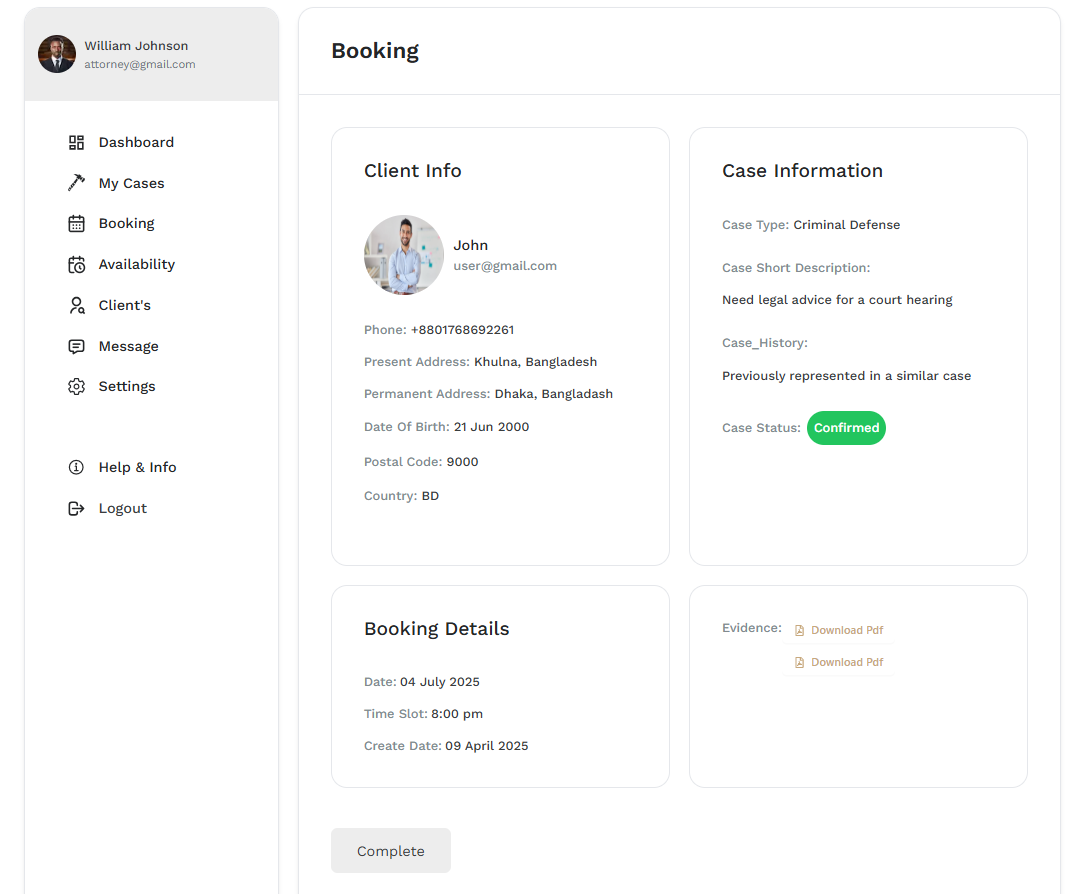 William Johnson
attorney@gmail.com
Dashboard
My Cases
Booking
Availability
Client's
Message
Settings
Help & Info
Logout
Booking
Client Info
John
user@gmail.com
Phone: +8801768692261
Present Address: Khulna, Bangladesh
Permanent Address: Dhaka, Bangladash
Date Of Birth: 21 Jun 2000
Postal Code: 9000
Country: BD
Case Information
Case Type: Criminal Defense
Case Short Description:
Need legal advice for a court hearing
Case_History:
Previously represented in a similar case
Case Status: Confirmed
Booking Details
Date: 04 July 2025
Time Slot: 8:00 pm
Create Date: 09 April 2025
Evidence: Download Pdf
Download Pdf
Complete